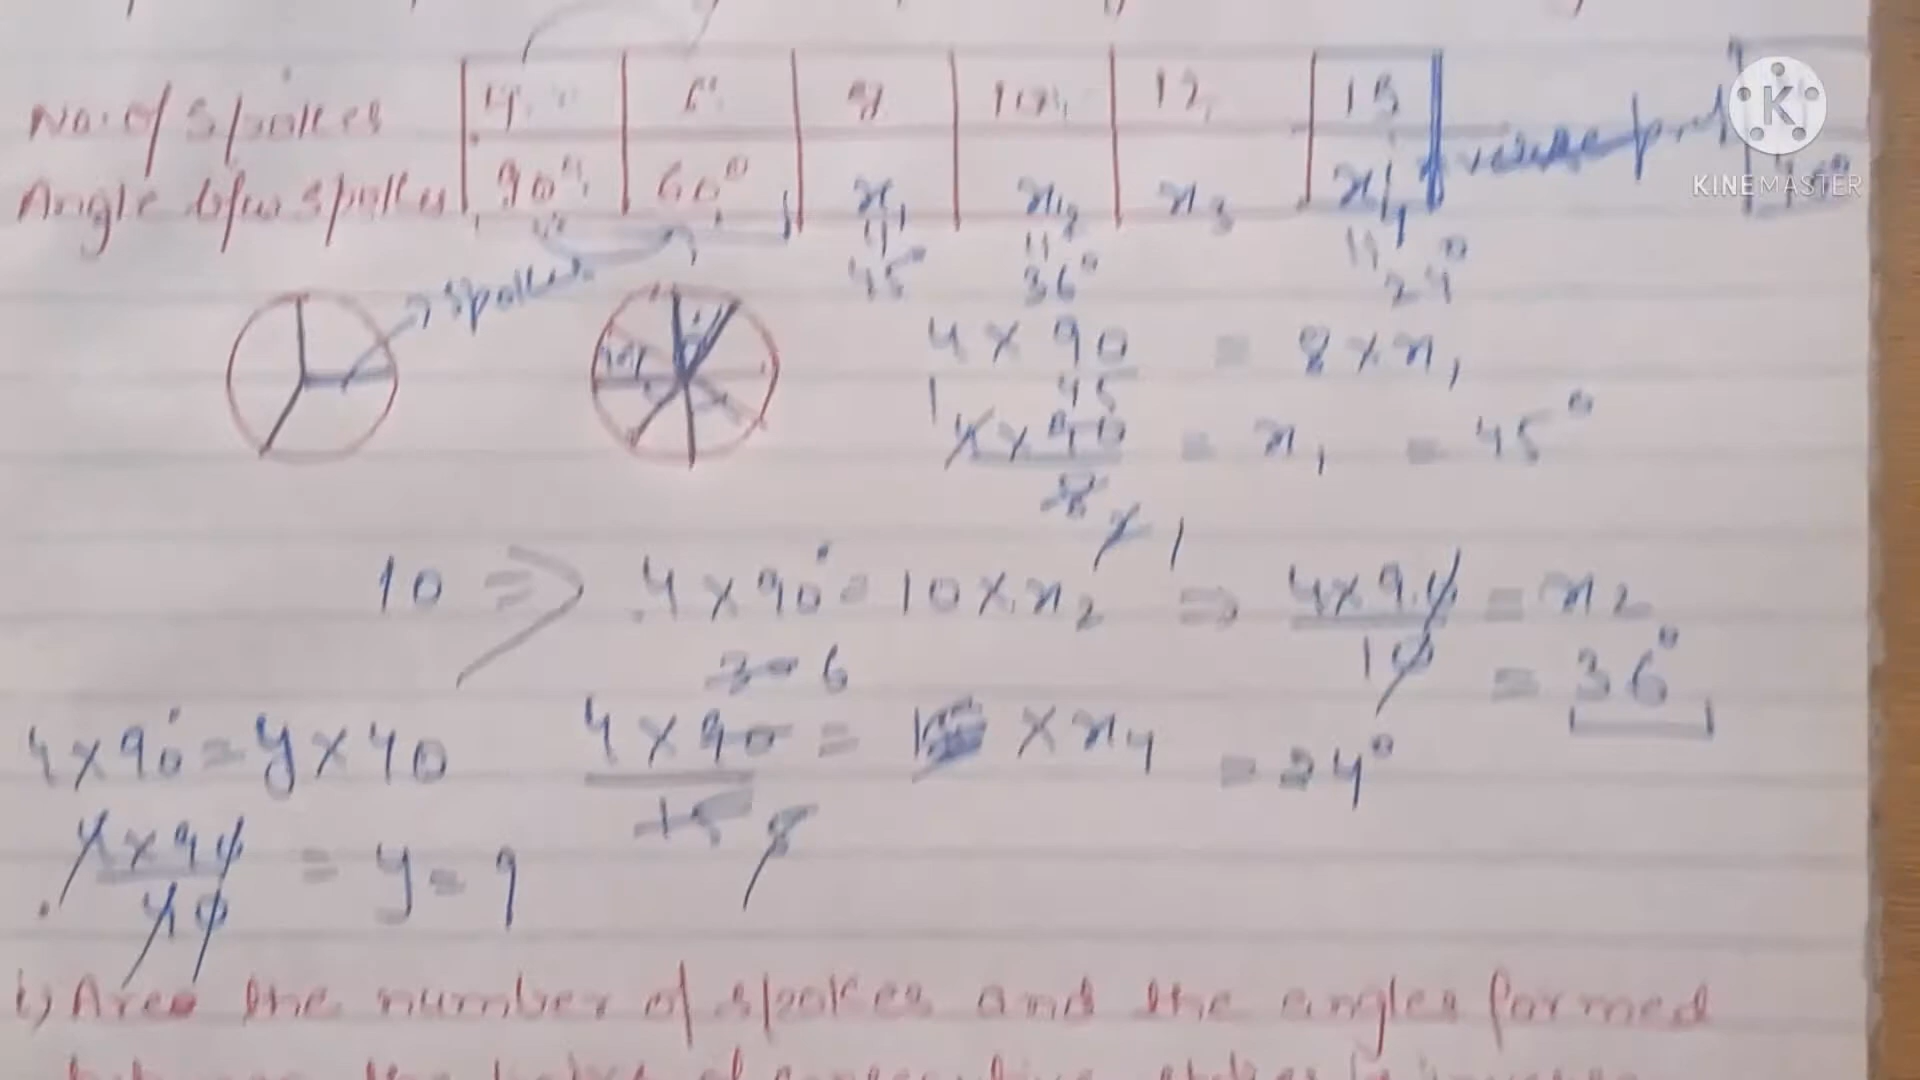 No. of Spokes 4 6 8 10 12 15
Angle b/w spokes 90° 60° x1 x2 x3 x4
KINEMASTER
= 45° = 36° = 24°
→ spokes
4 × 90 = 8 × x1
1 45
4 × 90 / 8 = x1 = 45°
10 ⇒ 4 × 90° = 10 × x2 ⇒ 4 × 90 / 10 = x2
= 36°
4 × 90° = y × 40
4 × 90 / 15 = 15 × x4 = 24°
4 × 90 / 40 = y = 9
i) Are the number of spokes and the angles formed